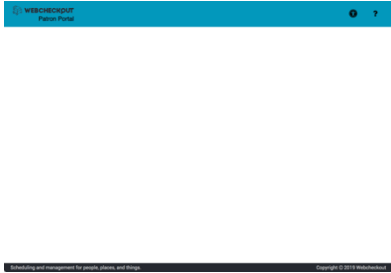 WEBCHECKOUT
Patron Portal
?
Scheduling and management for people, places, and things.
Copyright © 2019 Webcheckout